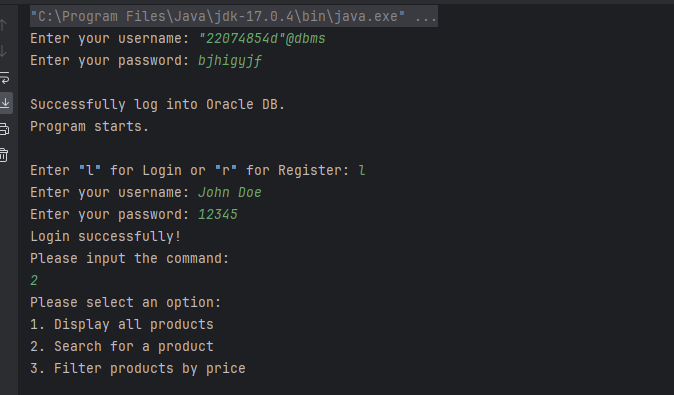 "C:\Program Files\Java\jdk-17.0.4\bin\java.exe" ...
Enter your username: "22074854d"@dbms
Enter your password: bjhigyjf
Successfully log into Oracle DB.
Program starts.
Enter "l" for Login or "r" for Register: l
Enter your username: John Doe
Enter your password: 12345
Login successfully!
Please input the command:
2
Please select an option:
1. Display all products
2. Search for a product
3. Filter products by price